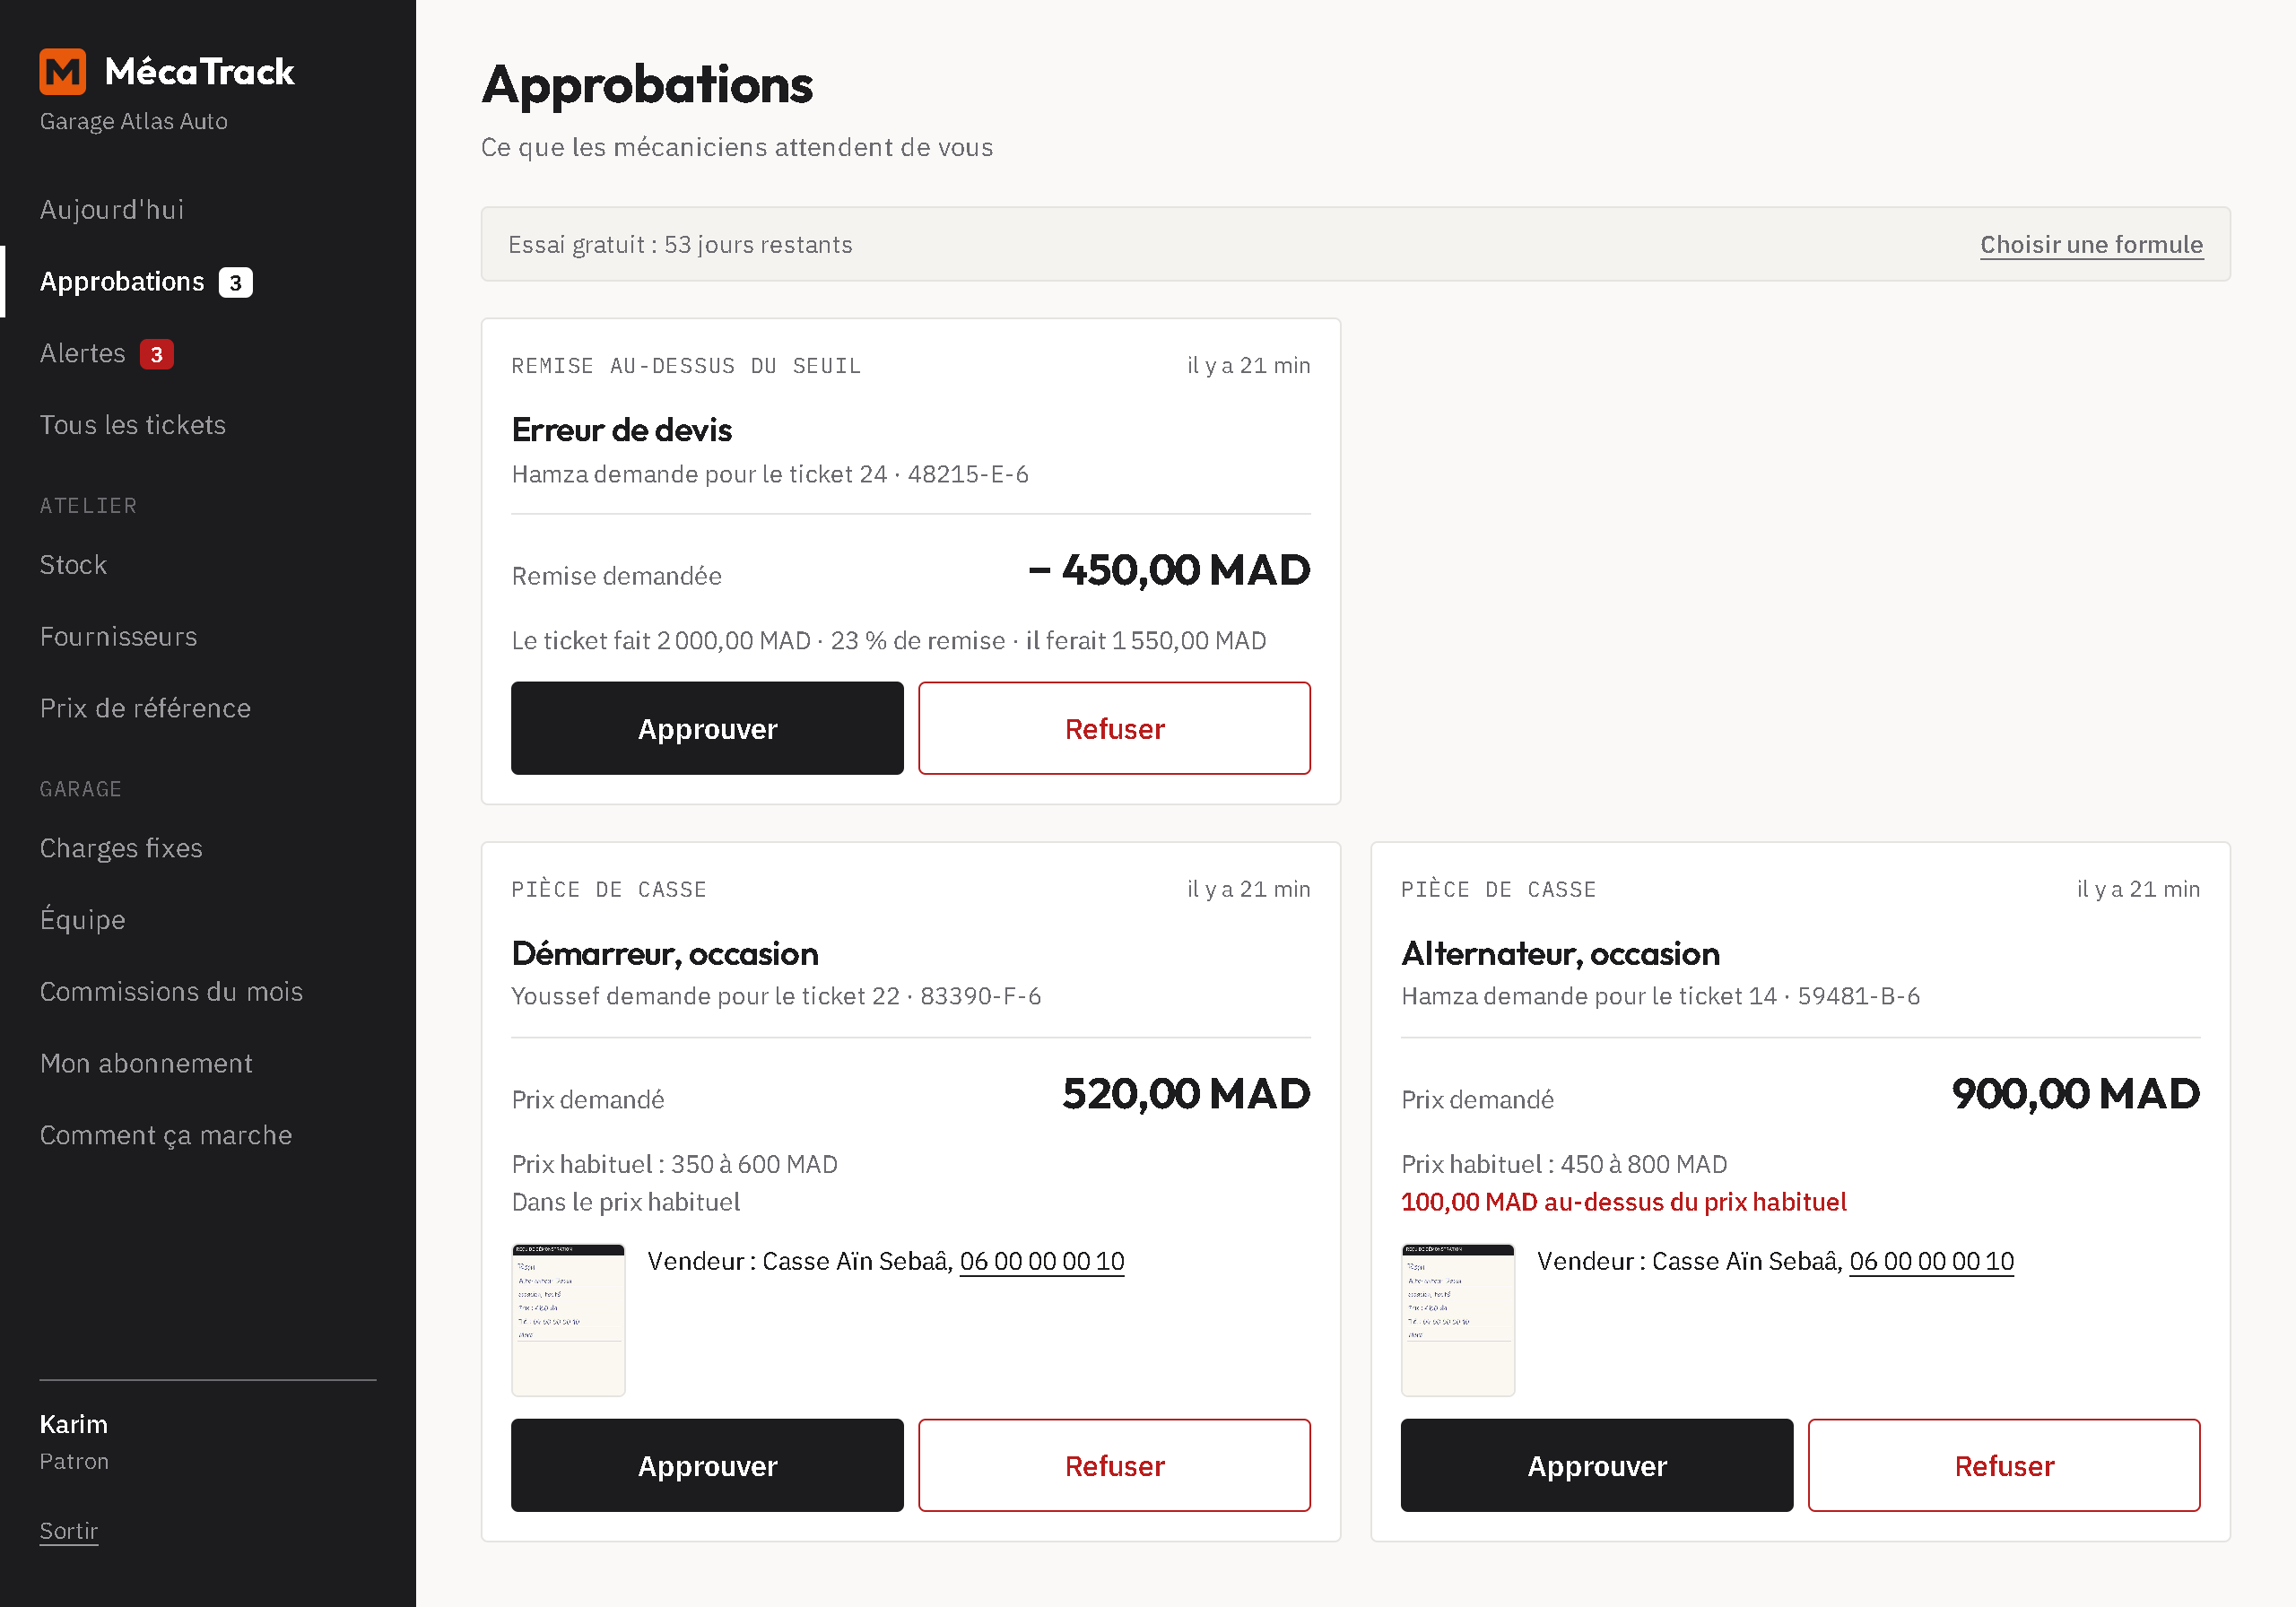 MécaTrack
Garage Atlas Auto
Aujourd'hui
Approbations 3
Alertes 3
Tous les tickets
ATELIER
Stock
Fournisseurs
Prix de référence
GARAGE
Charges fixes
Équipe
Commissions du mois
Mon abonnement
Comment ça marche
Karim
Patron
Sortir
Approbations
Ce que les mécaniciens attendent de vous
Essai gratuit : 53 jours restants
Choisir une formule
REMISE AU-DESSUS DU SEUIL
il y a 21 min
Erreur de devis
Hamza demande pour le ticket 24 · 48215-E-6
Remise demandée
− 450,00 MAD
Le ticket fait 2 000,00 MAD · 23 % de remise · il ferait 1 550,00 MAD
Approuver
Refuser
PIÈCE DE CASSE
il y a 21 min
Démarreur, occasion
Youssef demande pour le ticket 22 · 83390-F-6
Prix demandé
520,00 MAD
Prix habituel : 350 à 600 MAD
Dans le prix habituel
REÇU DE DÉMONSTRATION
Vendeur : Casse Aïn Sebaâ, 06 00 00 00 10
Approuver
Refuser
PIÈCE DE CASSE
il y a 21 min
Alternateur, occasion
Hamza demande pour le ticket 14 · 59481-B-6
Prix demandé
900,00 MAD
Prix habituel : 450 à 800 MAD
100,00 MAD au-dessus du prix habituel
REÇU DE DÉMONSTRATION
Vendeur : Casse Aïn Sebaâ, 06 00 00 00 10
Approuver
Refuser